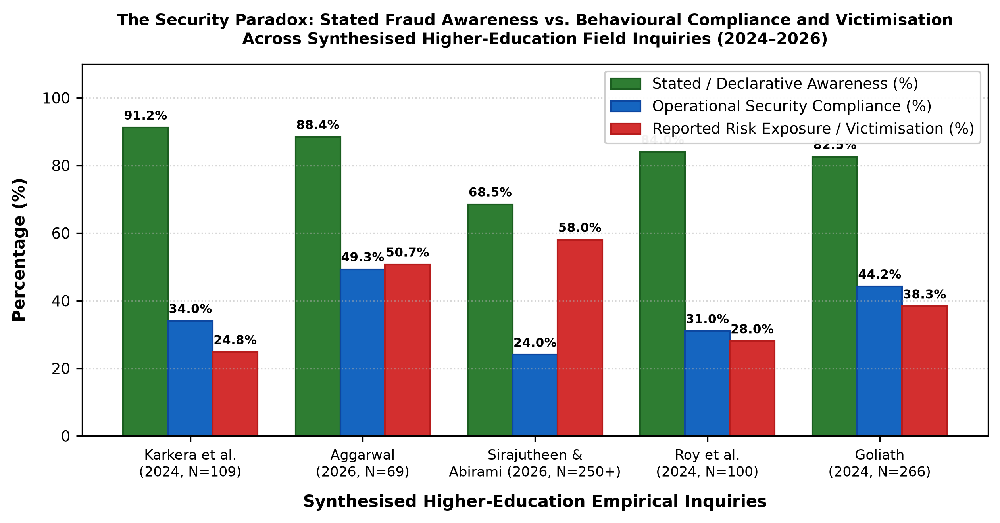 The Security Paradox: Stated Fraud Awareness vs. Behavioural Compliance and Victimisation
Across Synthesised Higher-Education Field Inquiries (2024–2026)
Stated / Declarative Awareness (%)
Operational Security Compliance (%)
Reported Risk Exposure / Victimisation (%)
Percentage (%)
100
80
60
40
20
0
91.2%
34.0%
24.8%
88.4%
49.3%
50.7%
68.5%
24.0%
58.0%
84.0%
31.0%
28.0%
82.5%
44.2%
38.3%
Karkera et al.
(2024, N=109)
Aggarwal
(2026, N=69)
Sirajutheen &
Abirami (2026, N=250+)
Roy et al.
(2024, N=100)
Goliath
(2024, N=266)
Synthesised Higher-Education Empirical Inquiries